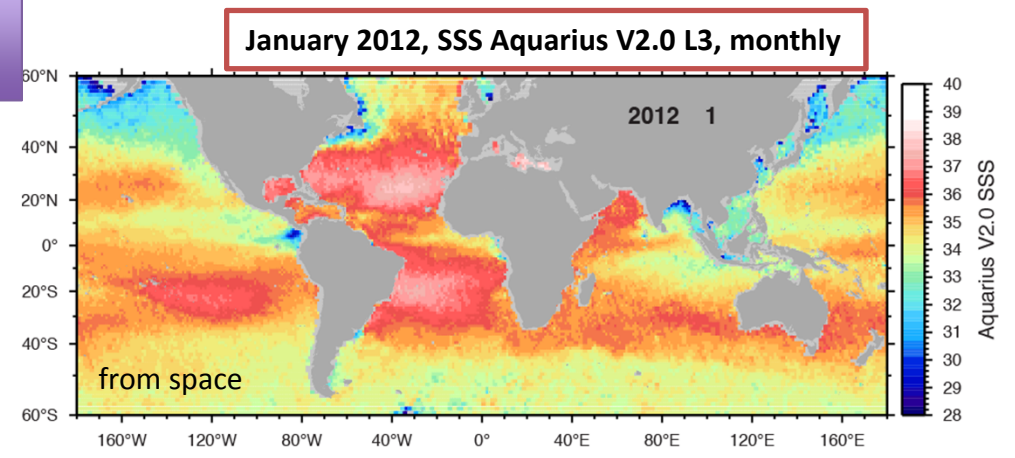 January 2012, SSS Aquarius V2.0 L3, monthly
2012 1
from space
60°N
40°N
20°N
0°
20°S
40°S
60°S
160°W 120°W 80°W 40°W 0° 40°E 80°E 120°E 160°E
40
39
38
37
36
35
34
33
32
31
30
29
28
Aquarius V2.0 SSS